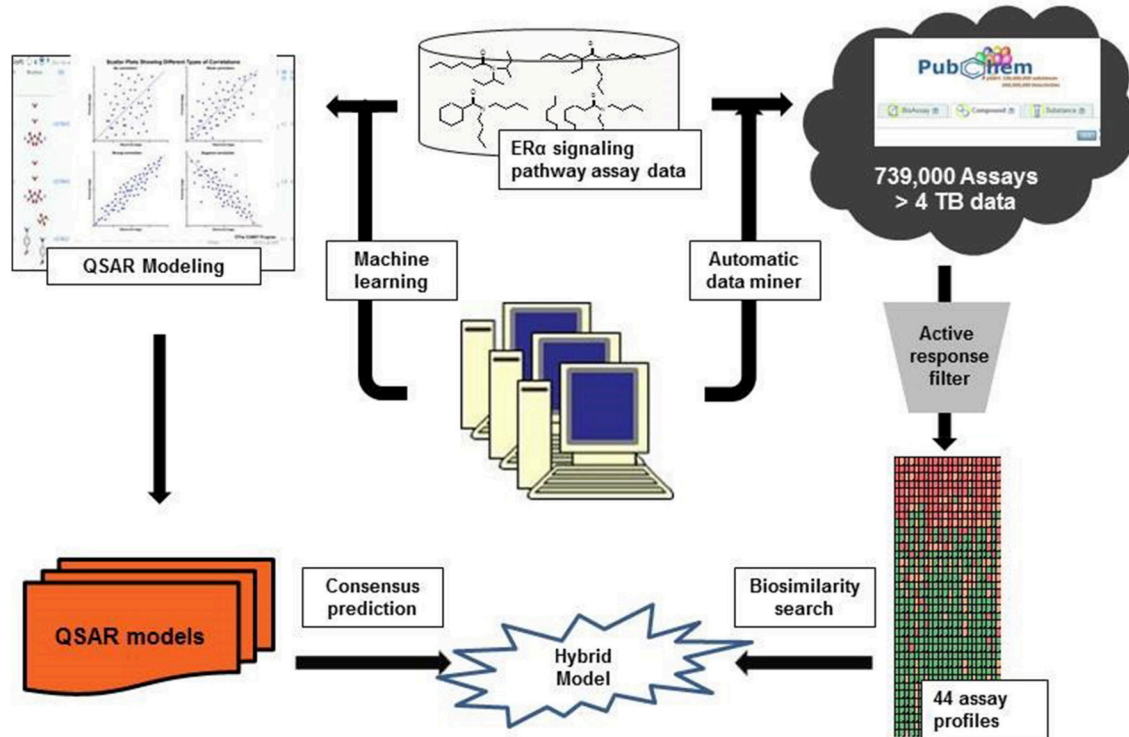 Scatter Plots Showing Different Types of Correlations
QSAR Modeling
ERα signaling
pathway assay data
Machine
learning
Automatic
data miner
PubChem
BioAssay
Compound
Substance
739,000 Assays
> 4 TB data
Active
response
filter
QSAR models
Consensus
prediction
Hybrid
Model
Biosimilarity
search
44 assay
profiles